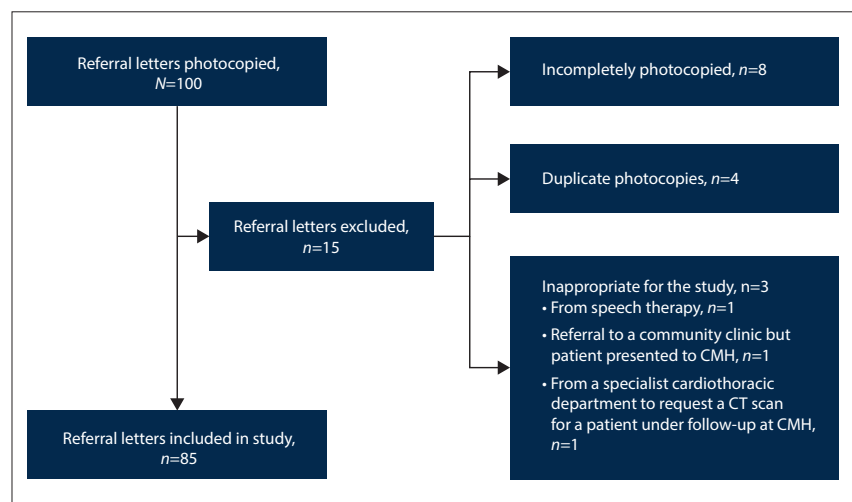 Referral letters photocopied,
N=100
Incompletely photocopied, n=8
Duplicate photocopies, n=4
Referral letters excluded,
n=15
Inappropriate for the study, n=3
• From speech therapy, n=1
• Referral to a community clinic but
patient presented to CMH, n=1
• From a specialist cardiothoracic
department to request a CT scan
for a patient under follow-up at CMH,
n=1
Referral letters included in study,
n=85